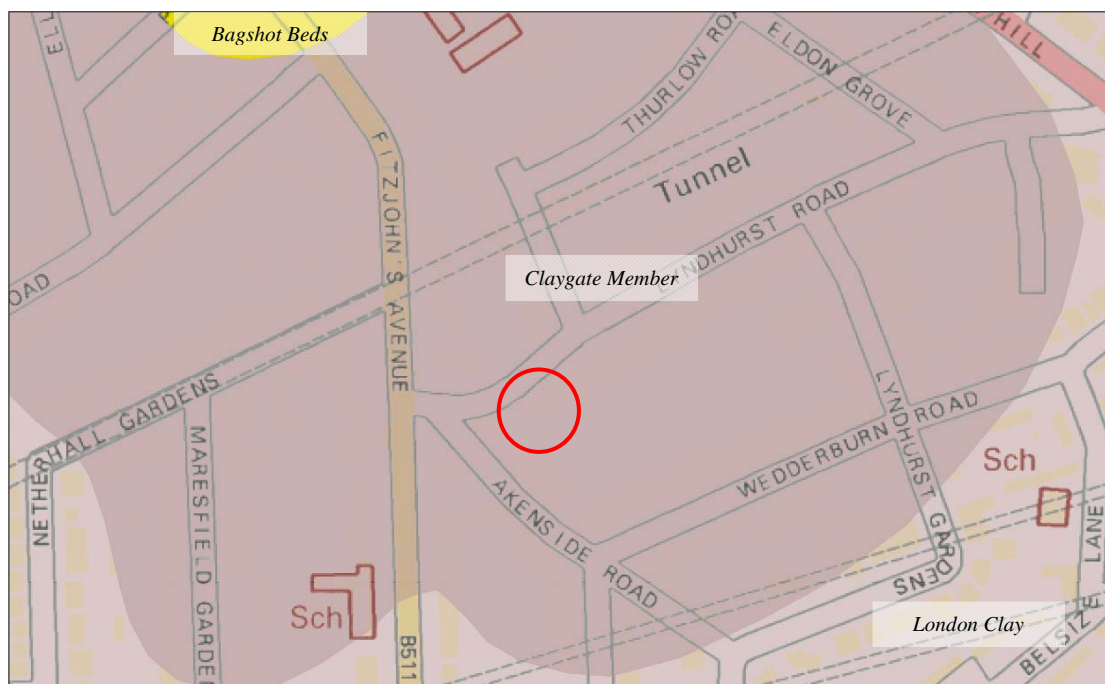 Bagshot Beds
ELL
HILL
THURLOW RO
ELDON GROVE
FITZJOHN'S AVENUE
Tunnel
LYNDHURST ROAD
Claygate Member
OAD
NETHERHALL GARDENS
MARESFIELD GARDE
LYNDHURST GARDENS
WEDDERBURN ROAD
Sch
AKENSIDE ROAD
Sch
B511
London Clay
BELSIZE LANE